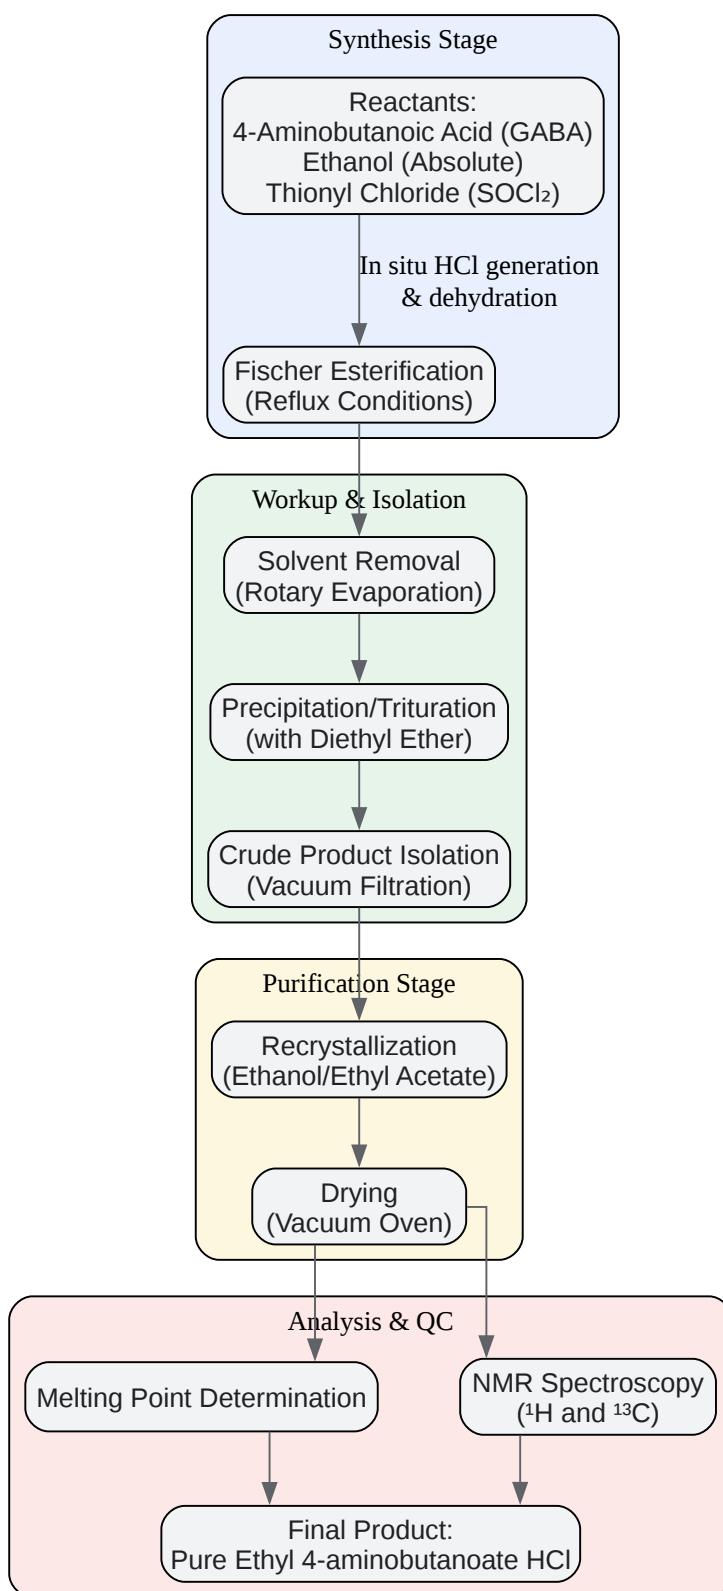 Synthesis Stage
Reactants:
4-Aminobutanoic Acid (GABA)
Ethanol (Absolute)
Thionyl Chloride (SOCl₂)
In situ HCl generation
& dehydration
Fischer Esterification
(Reflux Conditions)
Workup & Isolation
Solvent Removal
(Rotary Evaporation)
Precipitation/Trituration
(with Diethyl Ether)
Crude Product Isolation
(Vacuum Filtration)
Purification Stage
Recrystallization
(Ethanol/Ethyl Acetate)
Drying
(Vacuum Oven)
Analysis & QC
Melting Point Determination
NMR Spectroscopy
(¹H and ¹³C)
Final Product:
Pure Ethyl 4-aminobutanoate HCl